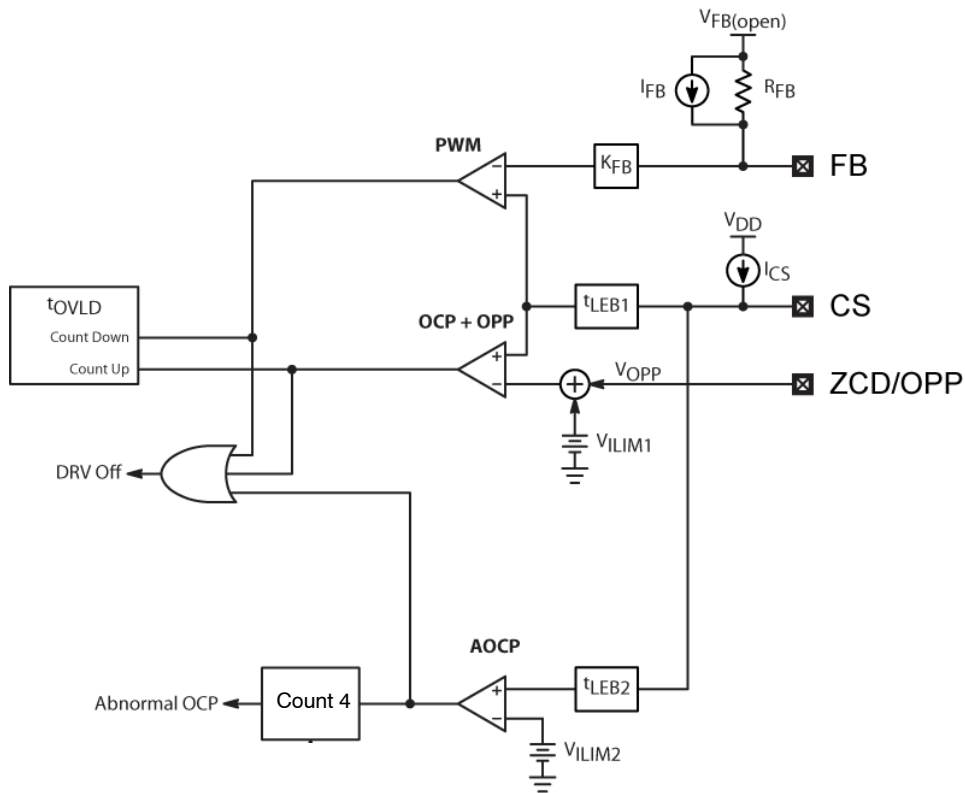 VFB(open)
IFB
RFB
PWM
KFB
FB
−
+
VDD
ICS
tOVLD
tLEB1
CS
OCP + OPP
Count Down
Count Up
+
−
+
VOPP
ZCD/OPP
VILIM1
DRV Off
AOCP
tLEB2
Abnormal OCP
Count 4
+
−
VILIM2